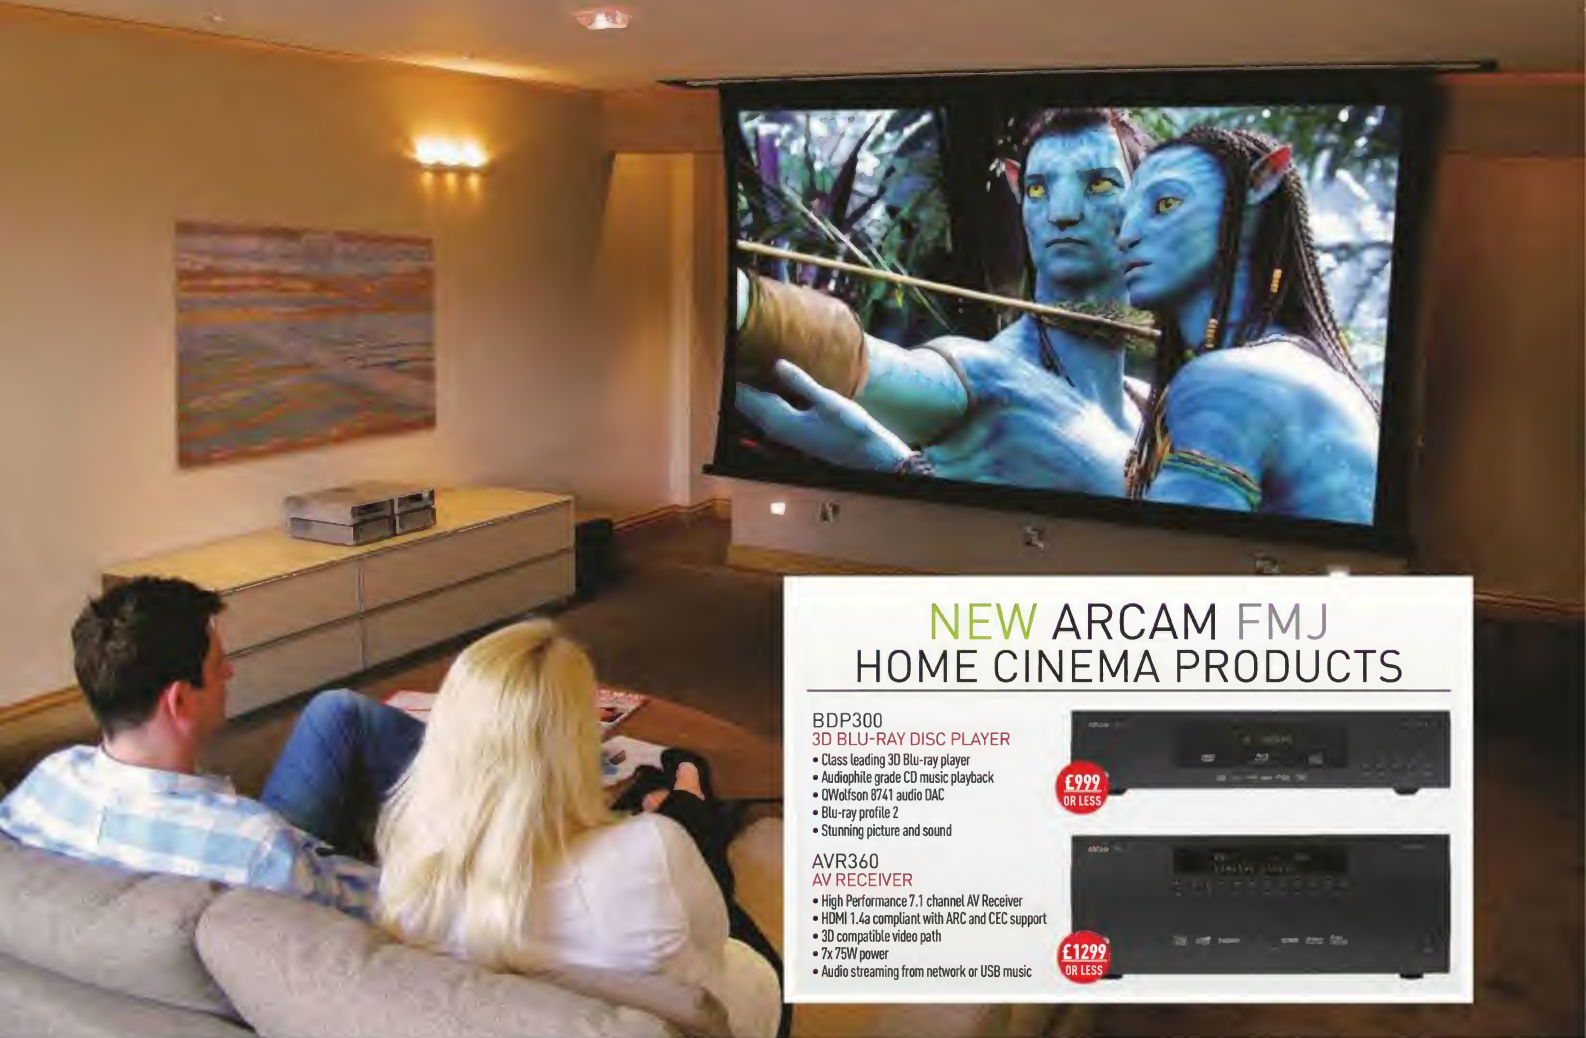 NEW ARCAM FMJ
HOME CINEMA PRODUCTS
BDP300
3D BLU-RAY DISC PLAYER
• Class leading 3D Blu-ray player
• Audiophile grade CD music playback
• QWolfson 8741 audio DAC
• Blu-ray profile 2
• Stunning picture and sound
£999
OR LESS
AVR360
AV RECEIVER
• High Performance 7.1 channel AV Receiver
• HDMI 1.4a compliant with ARC and CEC support
• 3D compatible video path
• 7x 75W power
• Audio streaming from network or USB music
£1299
OR LESS